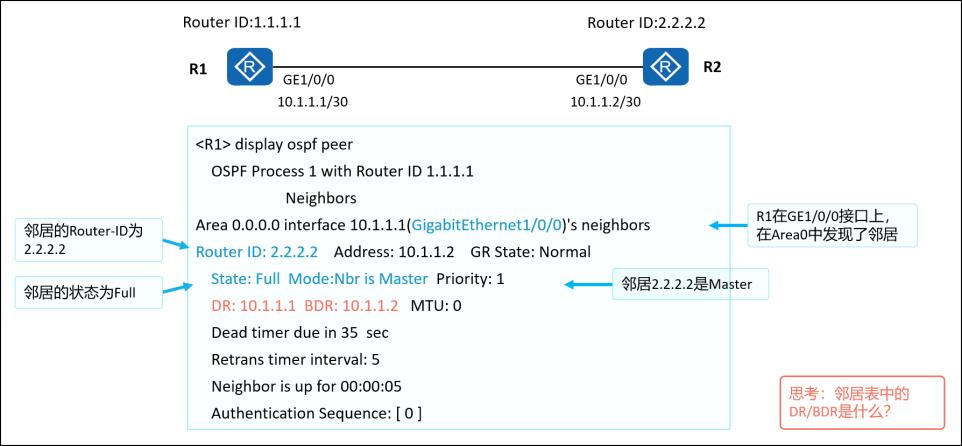 Router ID:1.1.1.1
Router ID:2.2.2.2
R1
R
R
R2
GE1/0/0
GE1/0/0
10.1.1.1/30
10.1.1.2/30
<R1> display ospf peer
OSPF Process 1 with Router ID 1.1.1.1
Neighbors
Area 0.0.0.0 interface 10.1.1.1(GigabitEthernet1/0/0)'s neighbors
Router ID: 2.2.2.2 Address: 10.1.1.2 GR State: Normal
State: Full Mode:Nbr is Master Priority: 1
DR: 10.1.1.1 BDR: 10.1.1.2 MTU: 0
Dead timer due in 35 sec
Retrans timer interval: 5
Neighbor is up for 00:00:05
Authentication Sequence: [ 0 ]
邻居的Router-ID为
2.2.2.2
邻居的状态为Full
R1在GE1/0/0接口上，
在Area0中发现了邻居
邻居2.2.2.2是Master
思考：邻居表中的
DR/BDR是什么？